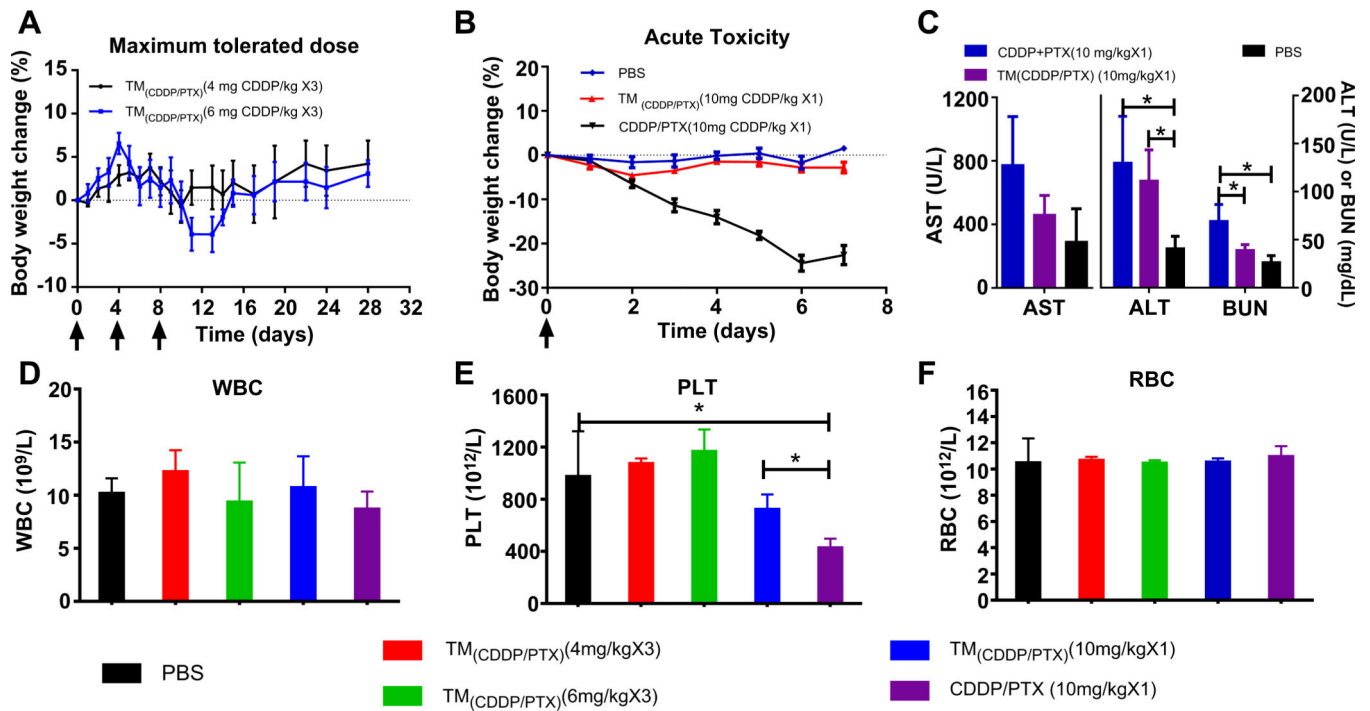 A
Maximum tolerated dose
Body weight change (%)
15
10
5
0
-5
-10
TM(CDDP/PTX)(4 mg CDDP/kg X3)
TM(CDDP/PTX)(6 mg CDDP/kg X3)
0 4 8 12 16 20 24 28 32
Time (days)
B
Acute Toxicity
Body weight change (%)
20
10
0
-10
-20
-30
PBS
TM (CDDP/PTX)(10mg CDDP/kg X1)
CDDP/PTX(10mg CDDP/kg X1)
0 2 4 6 8
Time (days)
C
CDDP+PTX(10 mg/kgX1)
PBS
TM(CDDP/PTX) (10mg/kgX1)
AST (U/L)
1200
800
400
0
* * * *
200
150
100
50
0
ALT (U/L) or BUN (mg/dL)
AST ALT BUN
D
WBC
WBC (10⁹/L)
20
15
10
5
0
E
PLT
PLT (10¹²/L)
1600
1200
800
400
0
* *
F
RBC
RBC (10¹²/L)
16
14
12
10
8
6
4
2
0
PBS
TM(CDDP/PTX)(4mg/kgX3)
TM(CDDP/PTX)(6mg/kgX3)
TM(CDDP/PTX)(10mg/kgX1)
CDDP/PTX (10mg/kgX1)